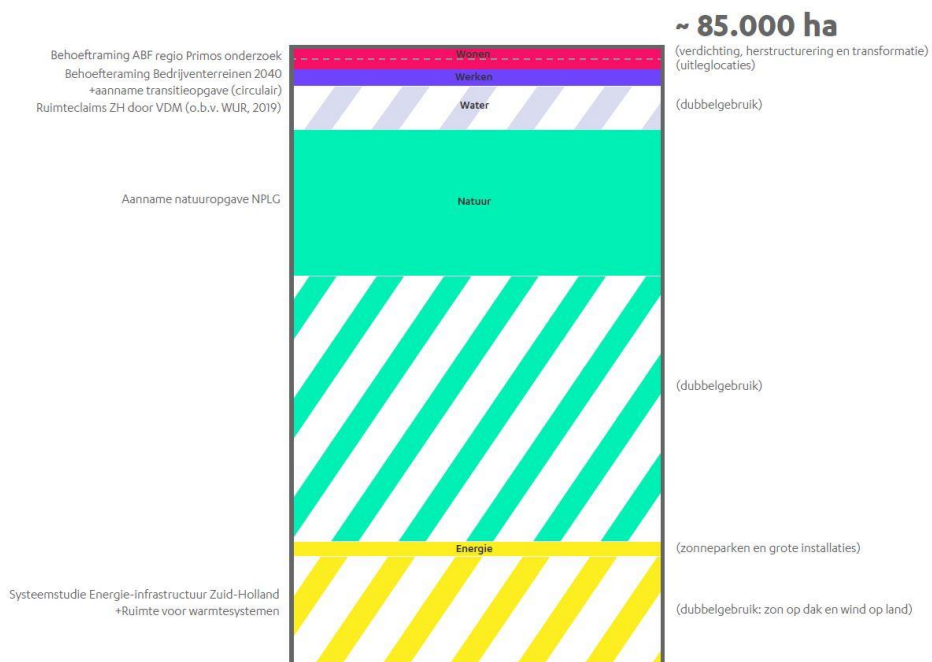 ~ 85.000 ha
Behoeftraming ABF regio Primos onderzoek
Wonen
(verdichting, herstructurering en transformatie)
(uitleglocaties)
Behoefteraming Bedrijventerreinen 2040
Werken
+aanname transitieopgave (circulair)
Ruimteclaims ZH door VDM (o.b.v. WUR, 2019)
Water
(dubbelgebruik)
Aanname natuuropgave NPLG
Natuur
(dubbelgebruik)
Energie
(zonneparken en grote installaties)
Systeemstudie Energie-infrastructuur Zuid-Holland
+Ruimte voor warmtesystemen
(dubbelgebruik: zon op dak en wind op land)